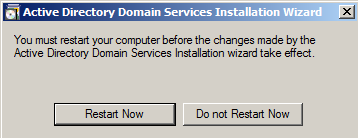 Active Directory Domain Services Installation Wizard
You must restart your computer before the changes made by the
Active Directory Domain Services Installation wizard take effect.
Restart Now
Do not Restart Now